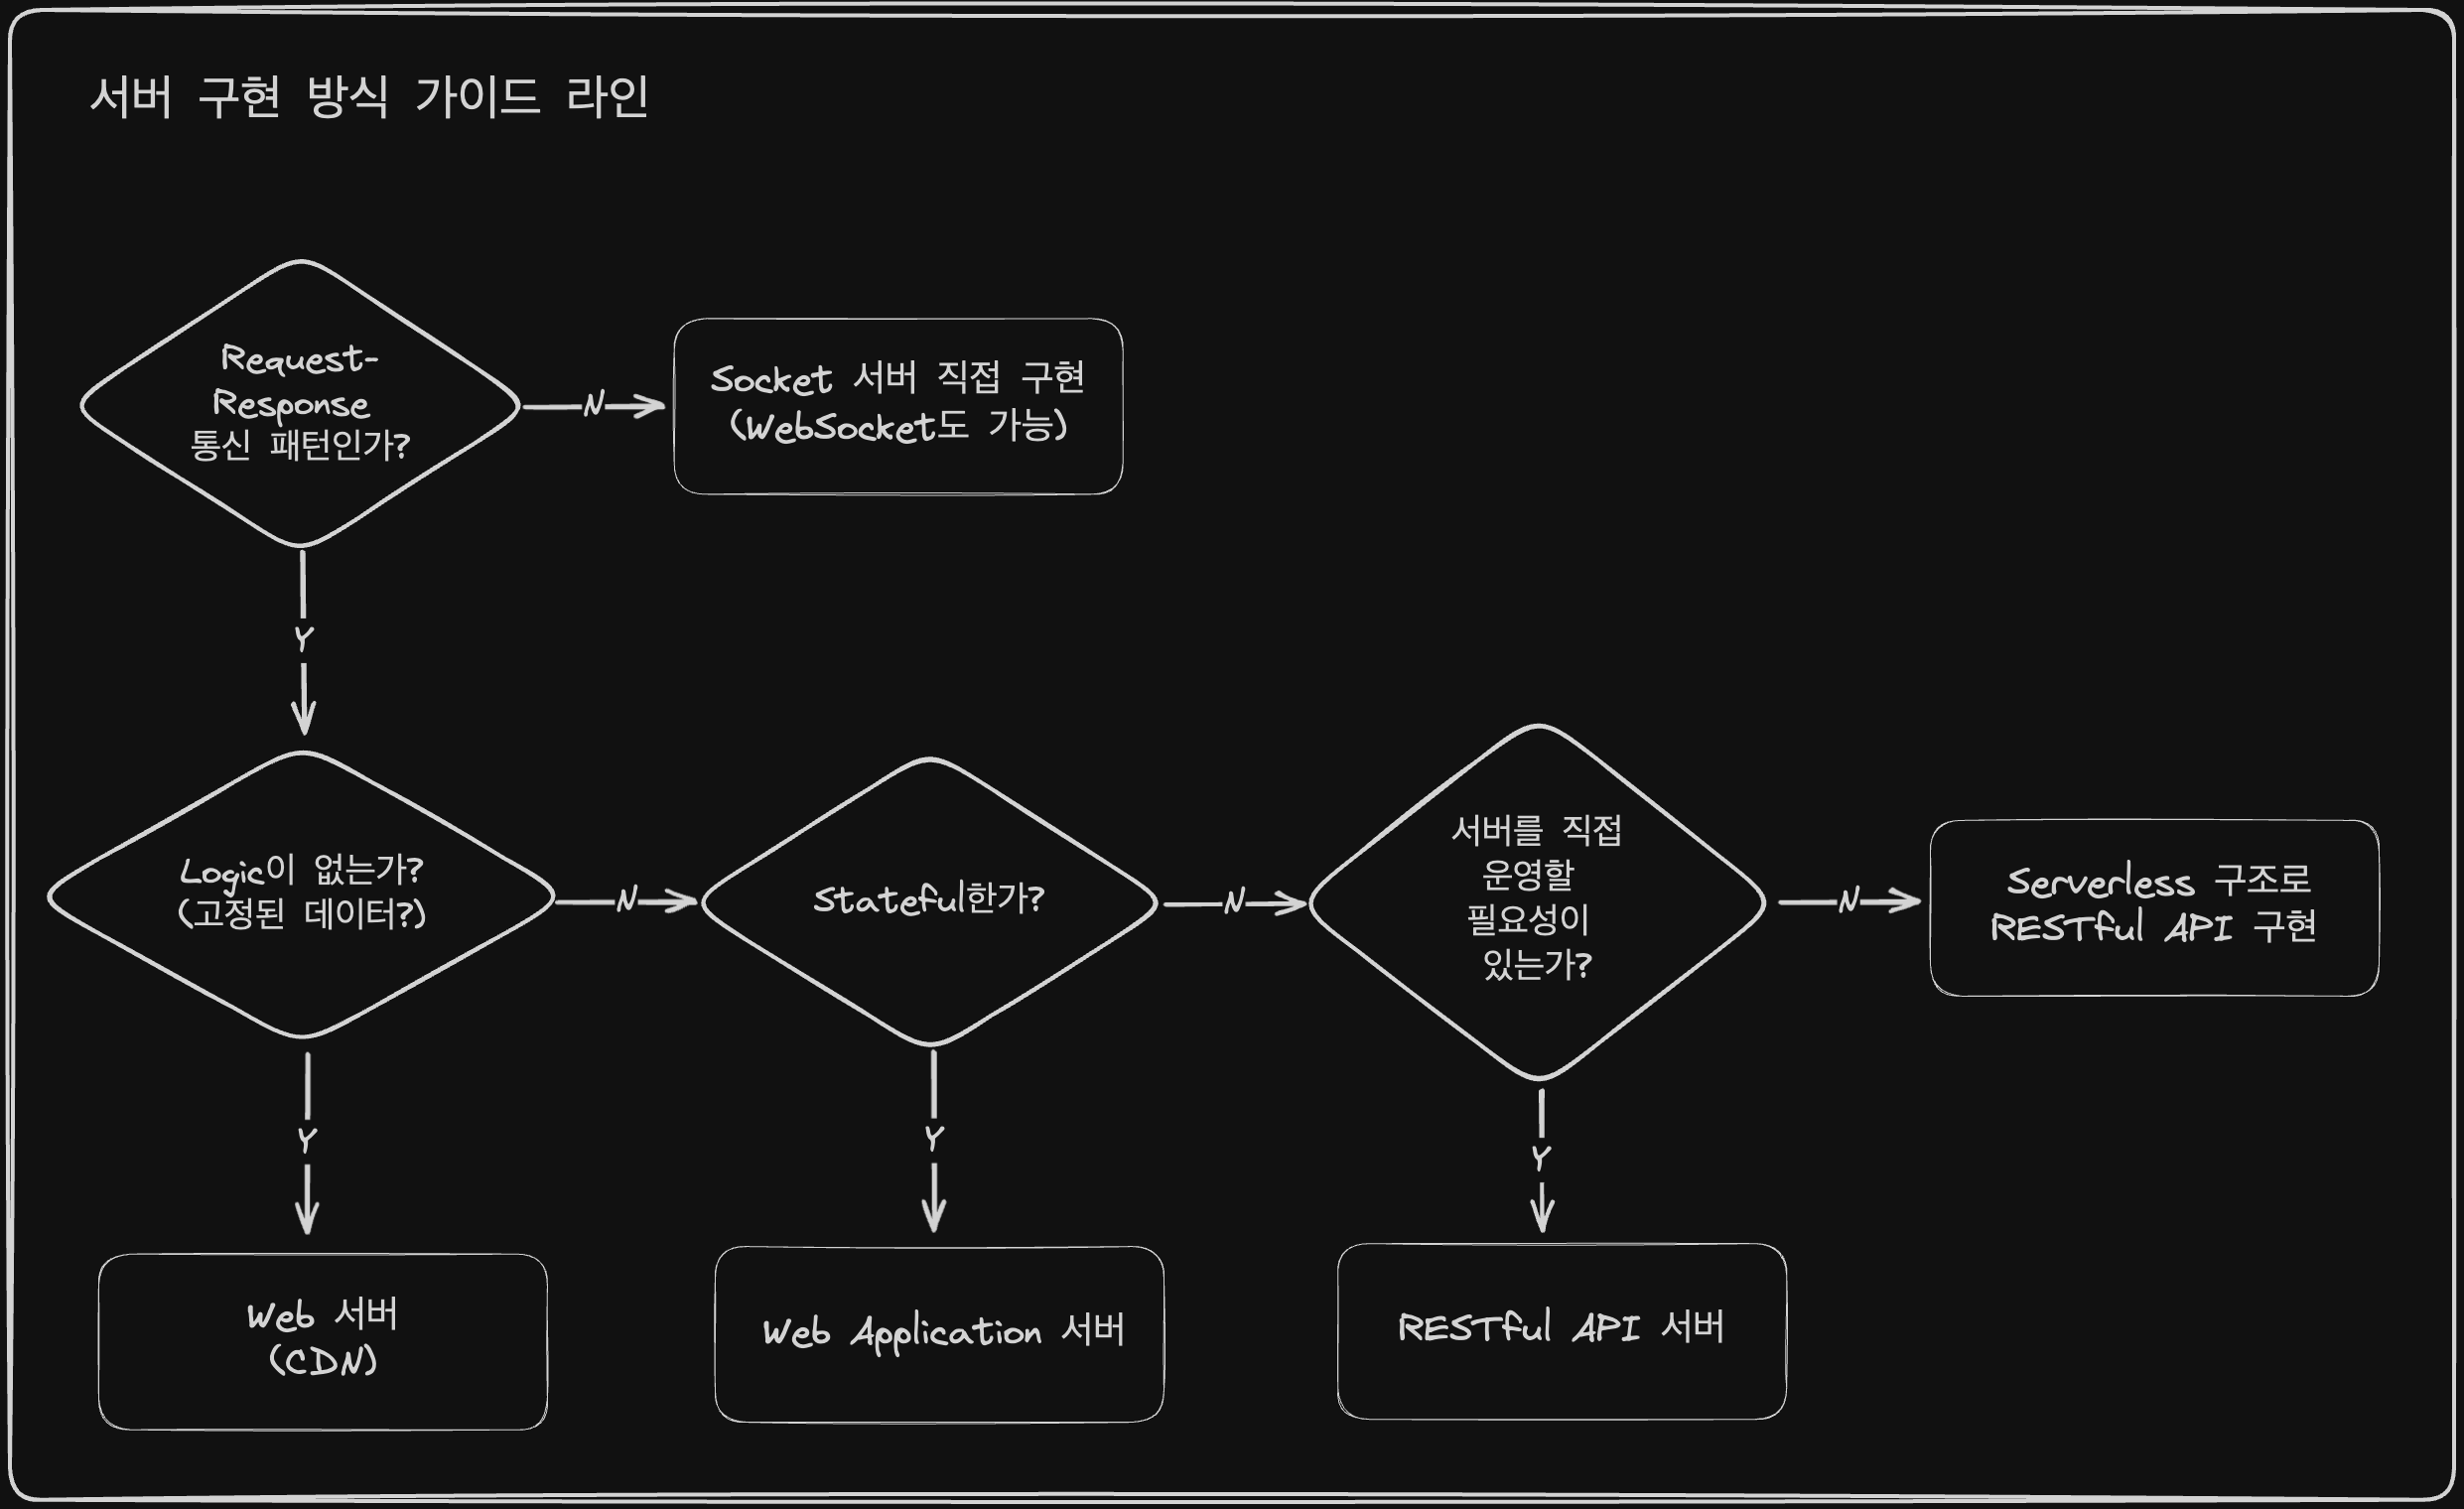 서버 구현 방식 가이드 라인
Request-
Response
통신 패턴인가?
N
Socket 서버 직접 구현
(WebSocket도 가능)
Y
Logic이 없는가?
(고정된 데이터?)
N
Stateful한가?
N
서버를 직접
운영할
필요성이
있는가?
N
Serverless 구조로
RESTful API 구현
Y
Y
Y
Web 서버
(CDN)
Web Application 서버
RESTful API 서버